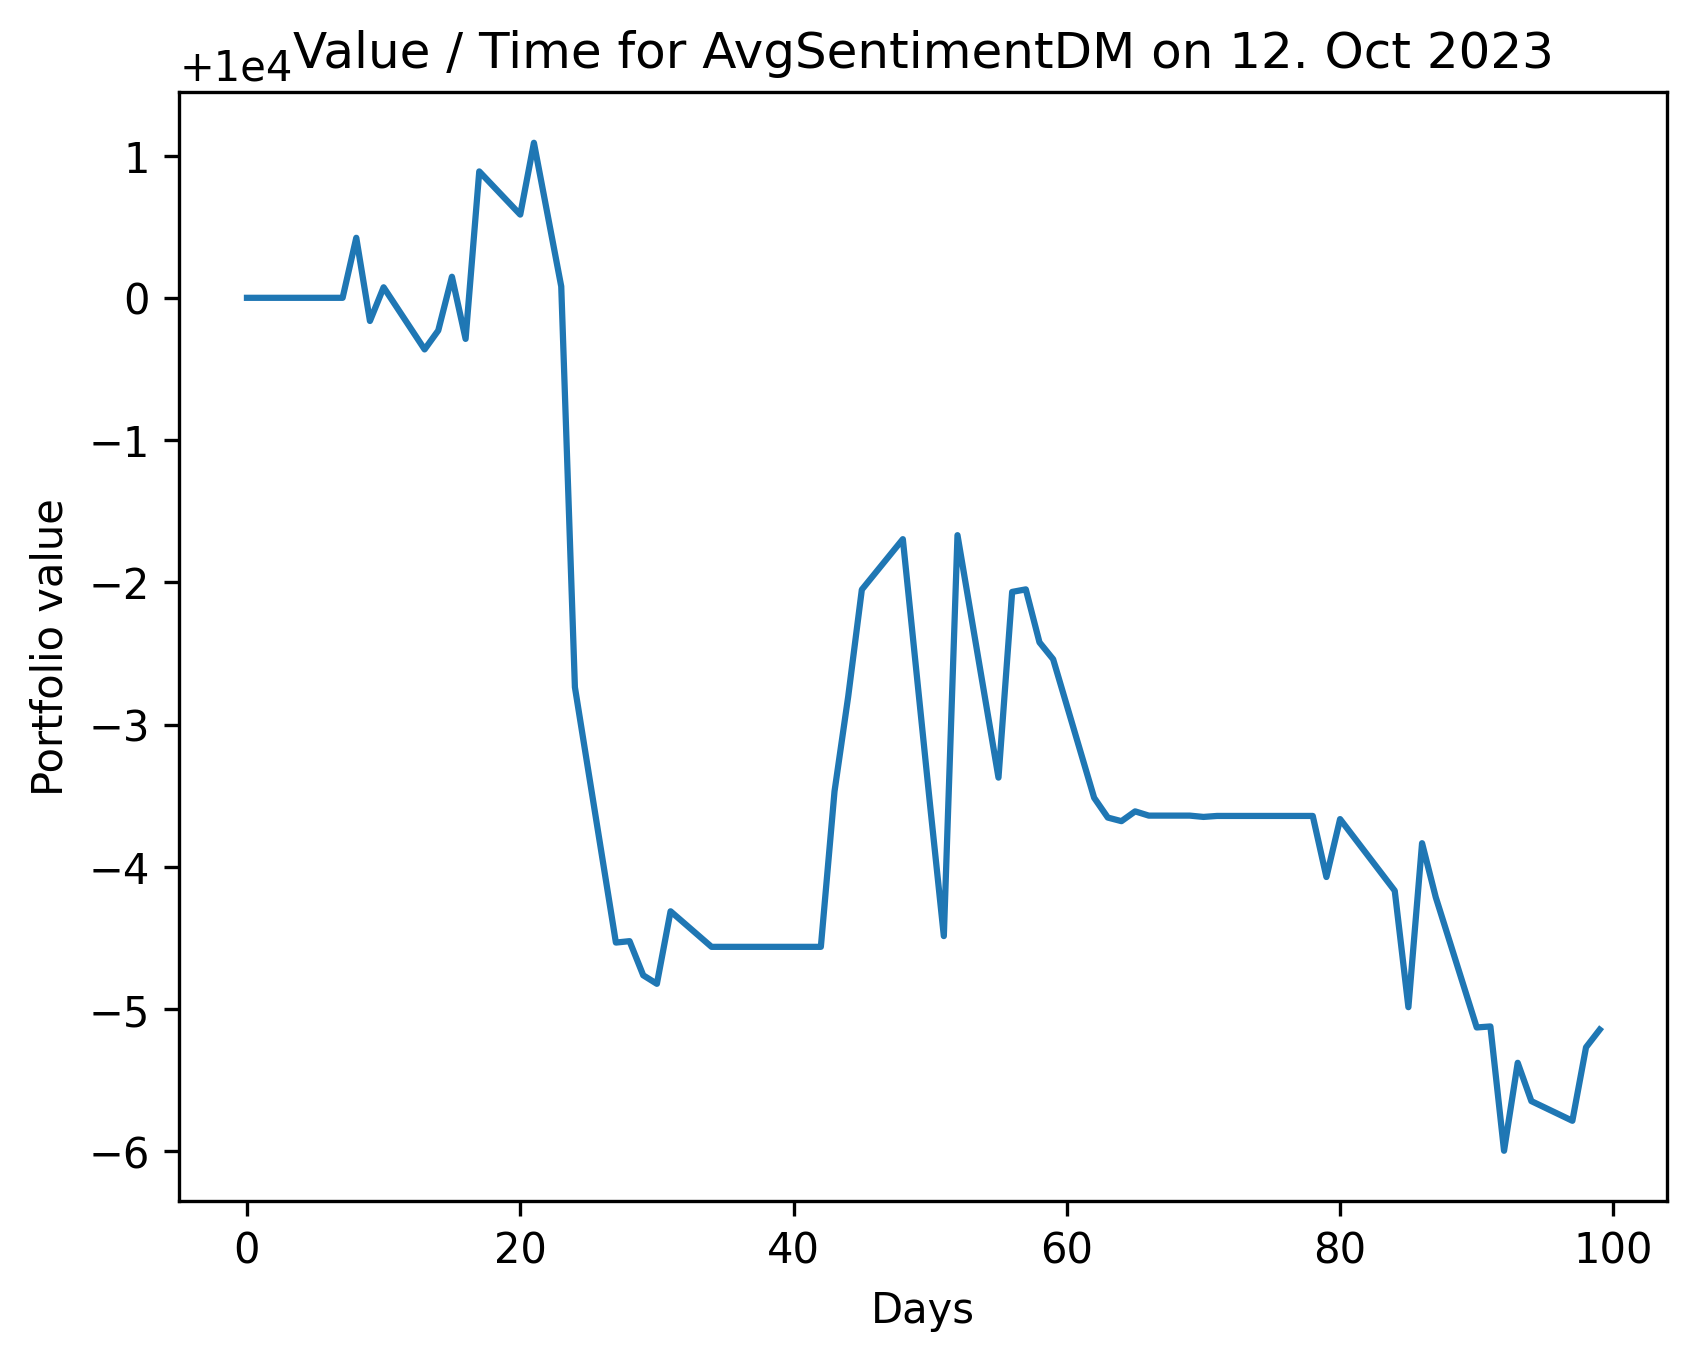 Value / Time for AvgSentimentDM on 12. Oct 2023
+1e4
1
0
−1
−2
−3
−4
−5
−6
Portfolio value
0 20 40 60 80 100
Days